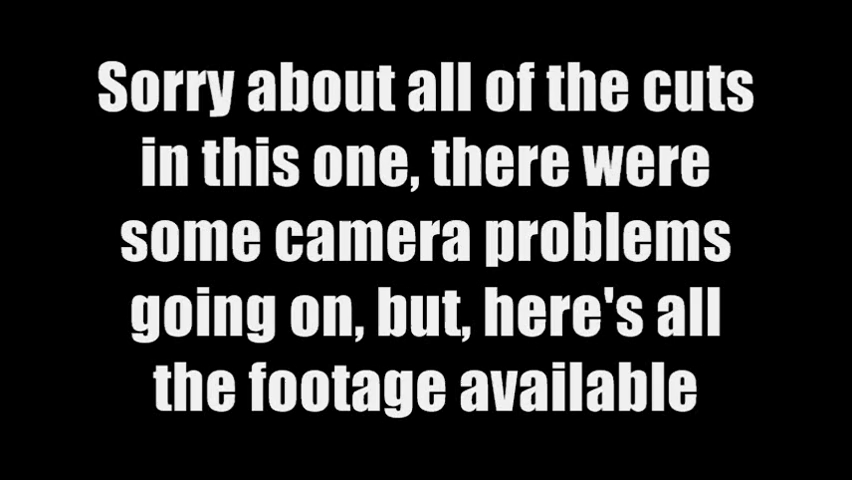 Sorry about all of the cuts
in this one, there were
some camera problems
going on, but, here's all
the footage available